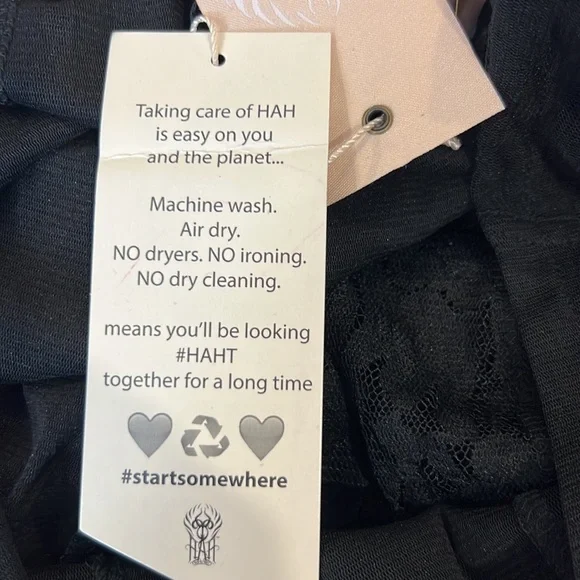 Taking care of HAH
is easy on you
and the planet...
Machine wash.
Air dry.
NO dryers. NO ironing.
NO dry cleaning.
means you'll be looking
#HAHT
together for a long time
#startsomewhere
HAH